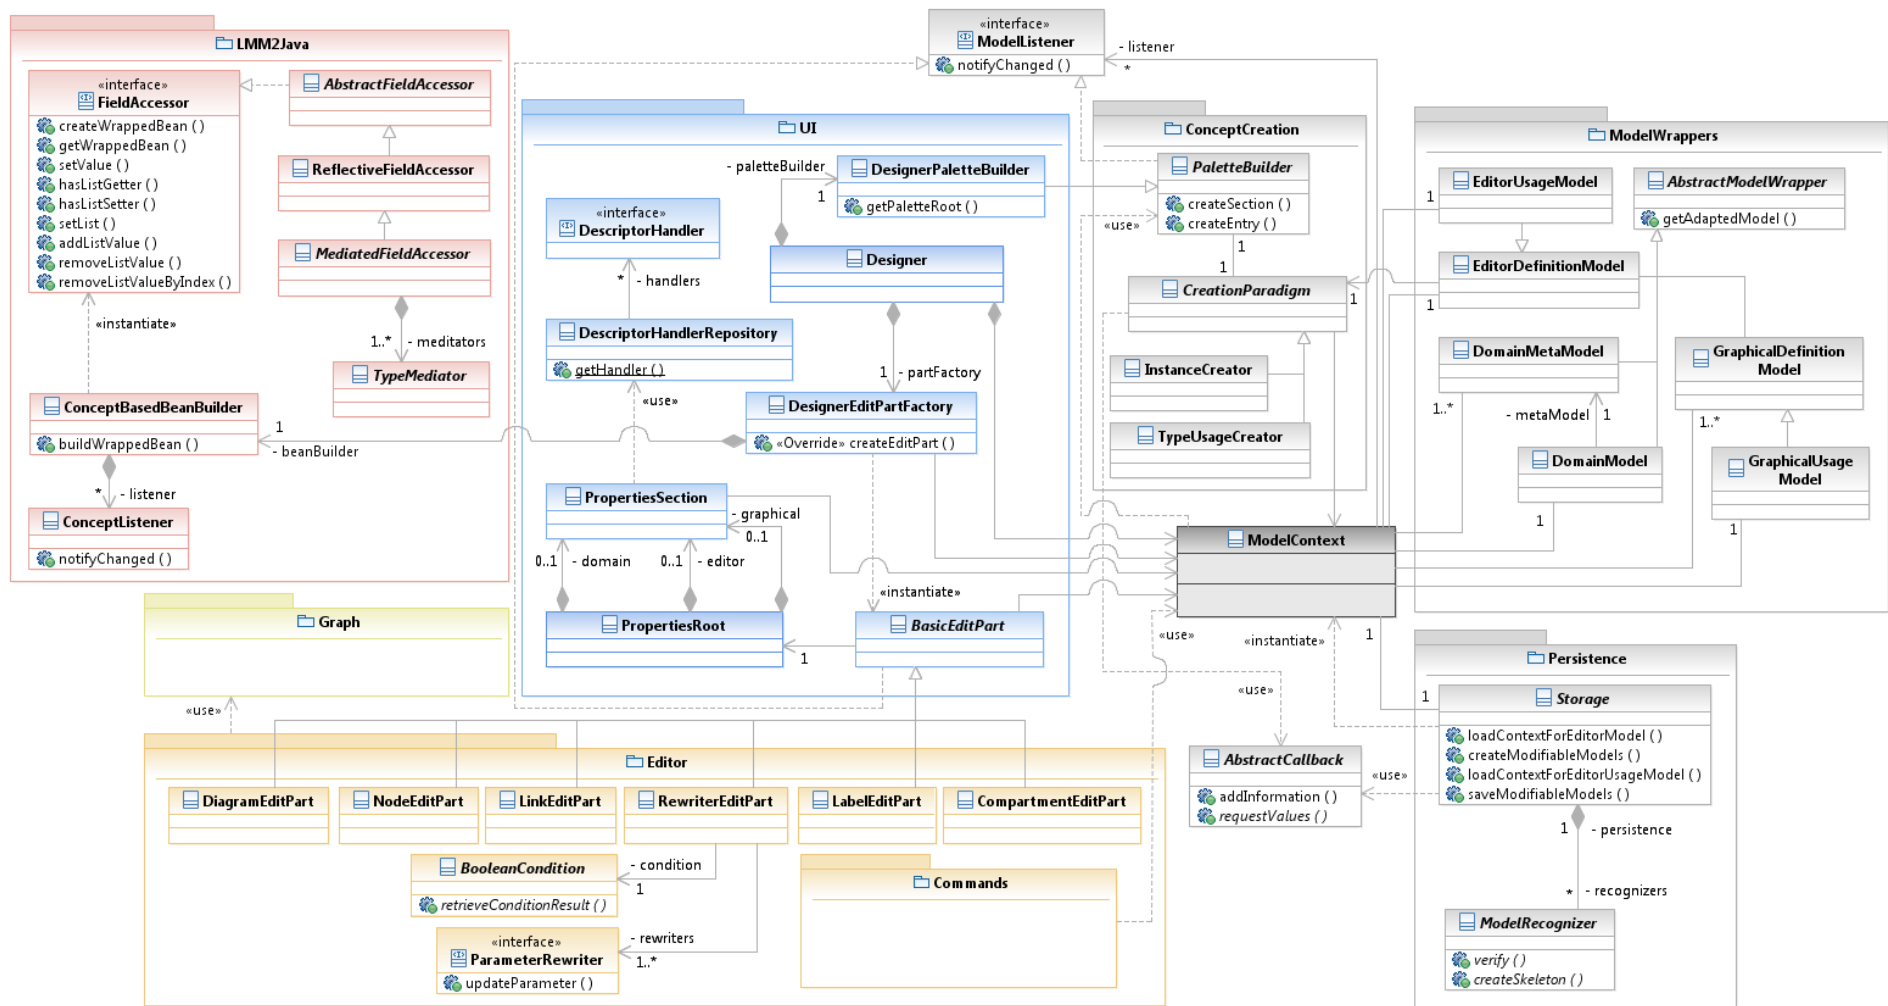 LMM2Java
«interface»
FieldAccessor
createWrappedBean ( )
getWrappedBean ( )
setValue ( )
hasListGetter ( )
hasListSetter ( )
setList ( )
addListValue ( )
removeListValue ( )
removeListValueByIndex ( )
AbstractFieldAccessor
ReflectiveFieldAccessor
MediatedFieldAccessor
1..*
- meditators
TypeMediator
«instantiate»
ConceptBasedBeanBuilder
buildWrappedBean ( )
1
- beanBuilder
*
- listener
ConceptListener
notifyChanged ( )
«interface»
ModelListener
notifyChanged ( )
- listener
*
UI
- paletteBuilder
1
DesignerPaletteBuilder
getPaletteRoot ( )
«interface»
DescriptorHandler
*
- handlers
Designer
DescriptorHandlerRepository
getHandler ( )
1
- partFactory
«use»
DesignerEditPartFactory
«Override» createEditPart ( )
PropertiesSection
- graphical
0..1
0..1
- domain
0..1
- editor
«instantiate»
PropertiesRoot
1
BasicEditPart
ConceptCreation
PaletteBuilder
createSection ( )
createEntry ( )
«use»
1
1
CreationParadigm
1
InstanceCreator
TypeUsageCreator
ModelWrappers
EditorUsageModel
1
AbstractModelWrapper
getAdaptedModel ( )
EditorDefinitionModel
1
DomainMetaModel
1..*
- metaModel
1
GraphicalDefinition
Model
1..*
DomainModel
1
GraphicalUsage
Model
1
ModelContext
«use»
«instantiate»
1
Graph
«use»
Persistence
Storage
1
loadContextForEditorModel ( )
createModifiableModels ( )
loadContextForEditorUsageModel ( )
saveModifiableModels ( )
1
- persistence
*
- recognizers
ModelRecognizer
verify ( )
createSkeleton ( )
«use»
AbstractCallback
addInformation ( )
requestValues ( )
«use»
Editor
DiagramEditPart
NodeEditPart
LinkEditPart
RewriterEditPart
LabelEditPart
CompartmentEditPart
BooleanCondition
retrieveConditionResult ( )
- condition
1
«interface»
ParameterRewriter
updateParameter ( )
- rewriters
1..*
Commands